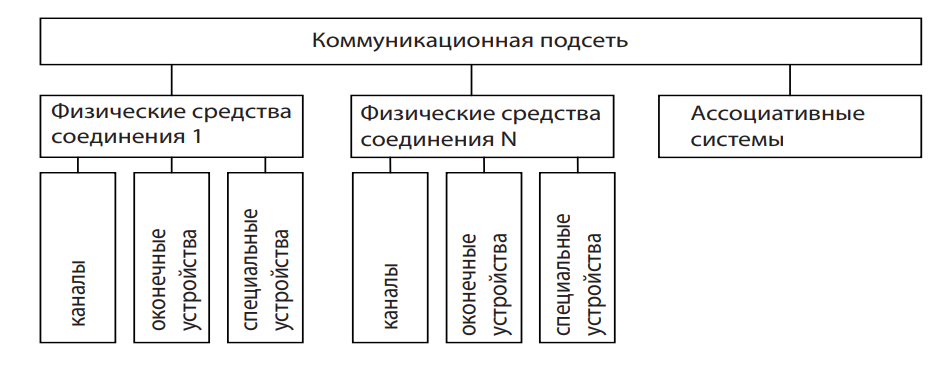 Коммуникационная подсеть
Физические средства
соединения 1
Физические средства
соединения N
Ассоциативные
системы
каналы
оконечные
устройства
специальные
устройства
каналы
оконечные
устройства
специальные
устройства